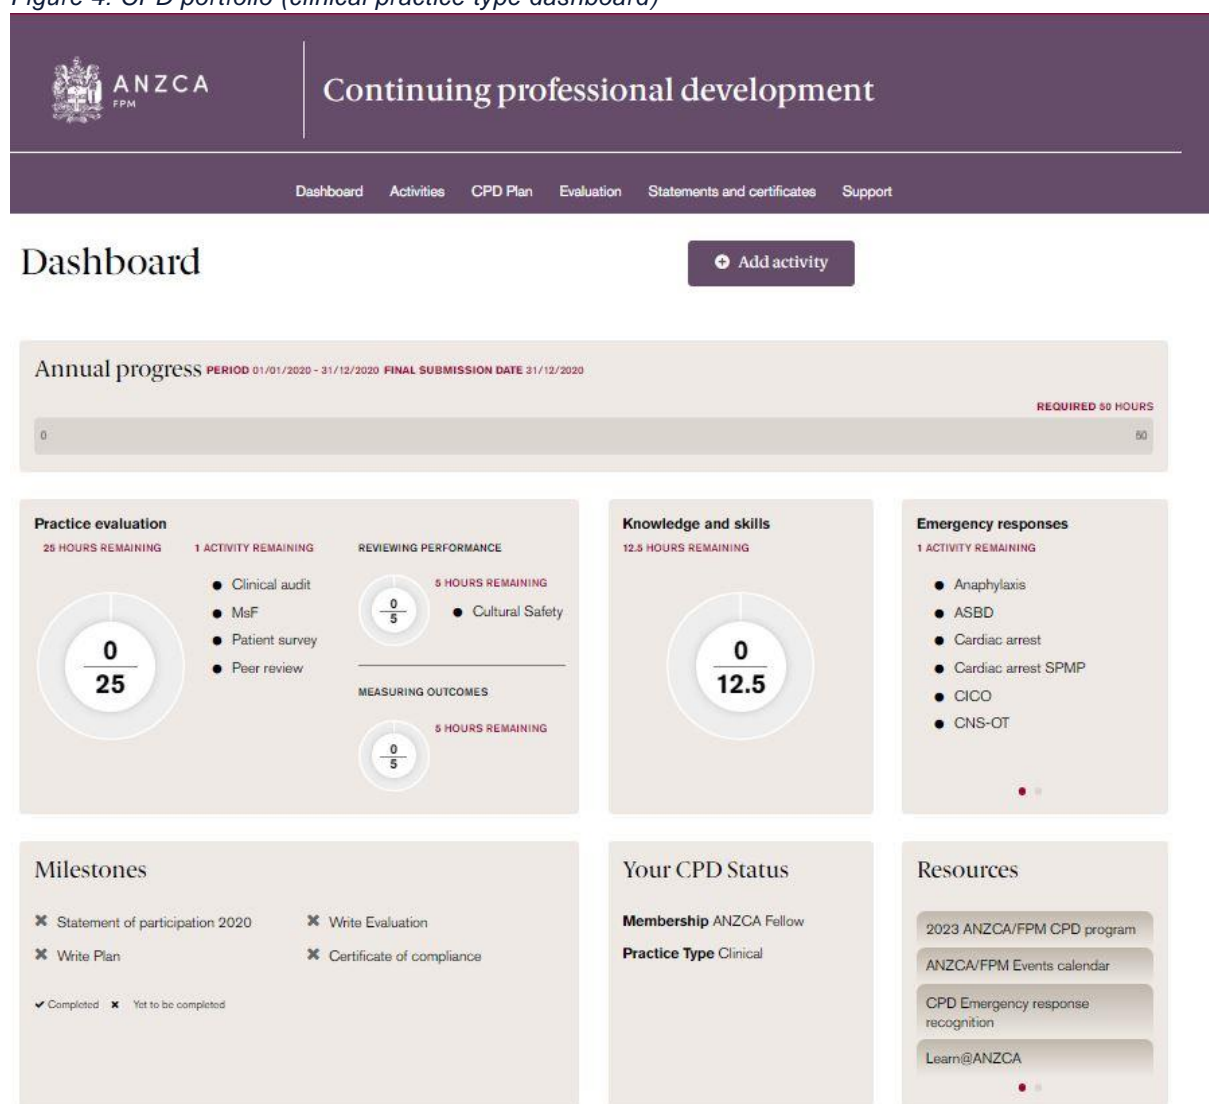 Figure 4: CPD portfolio (clinical practice type dashboard)
ANZCA
FPM
Continuing professional development
Dashboard Activities CPD Plan Evaluation Statements and certificates Support
Dashboard
Add activity
Annual progress PERIOD 01/01/2020 - 31/12/2020 FINAL SUBMISSION DATE 31/12/2020
REQUIRED 50 HOURS
0 50
Practice evaluation
25 HOURS REMAINING
0
25
1 ACTIVITY REMAINING
Clinical audit
MsF
Patient survey
Peer review
REVIEWING PERFORMANCE
0
5
5 HOURS REMAINING
Cultural Safety
MEASURING OUTCOMES
0
5
5 HOURS REMAINING
Knowledge and skills
12.5 HOURS REMAINING
0
12.5
Emergency responses
1 ACTIVITY REMAINING
Anaphylaxis
ASBD
Cardiac arrest
Cardiac arrest SPMP
CICO
CNS-OT
Milestones
Statement of participation 2020
Write Plan
Write Evaluation
Certificate of compliance
Completed Yet to be completed
Your CPD Status
Membership ANZCA Fellow
Practice Type Clinical
Resources
2023 ANZCA/FPM CPD program
ANZCA/FPM Events calendar
CPD Emergency response
recognition
Learn@ANZCA